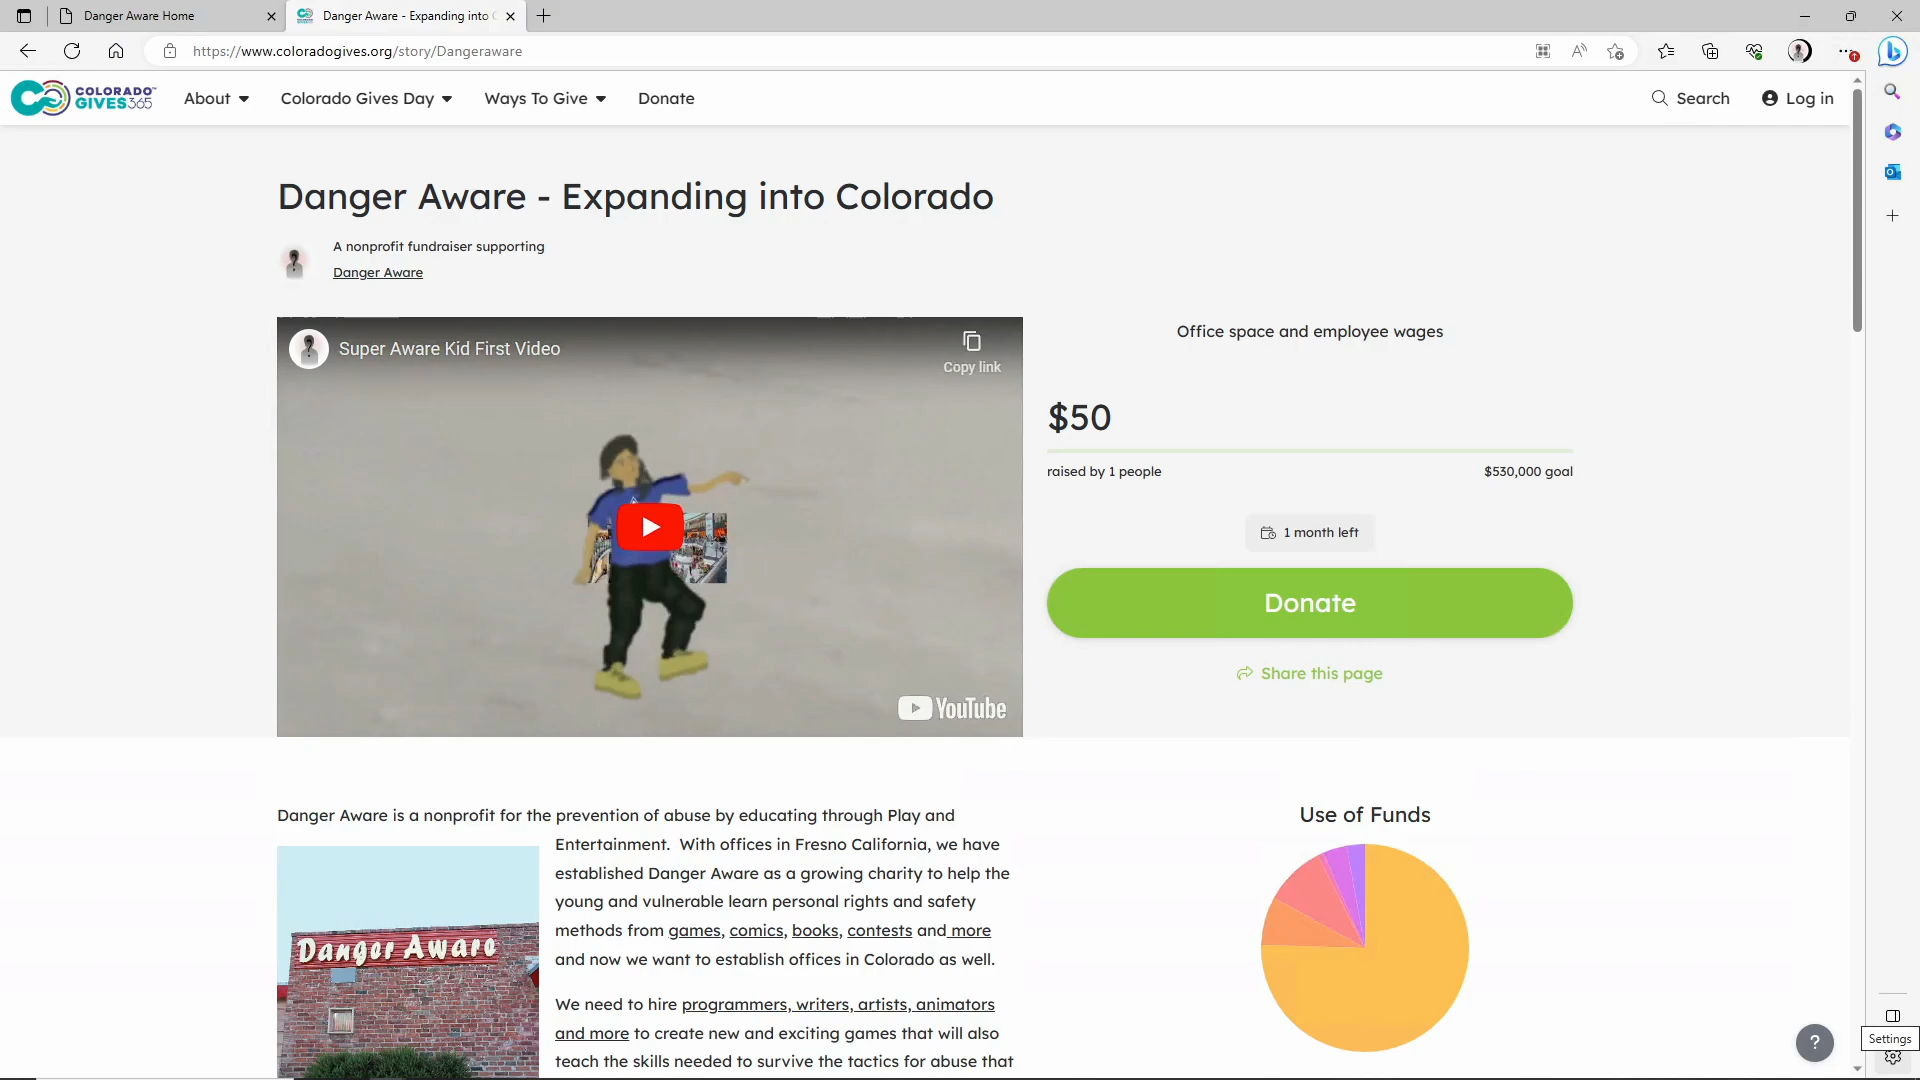 Danger Aware Home
Danger Aware - Expanding into
https://www.coloradogives.org/story/Dangeraware
COLORADO GIVES365
About
Colorado Gives Day
Ways To Give
Donate
Search
Log in
Danger Aware - Expanding into Colorado
A nonprofit fundraiser supporting
Danger Aware
Super Aware Kid First Video
Copy link
YouTube
Office space and employee wages
$50
raised by 1 people
$530,000 goal
1 month left
Donate
Share this page
Danger Aware is a nonprofit for the prevention of abuse by educating through Play and
Entertainment. With offices in Fresno California, we have
established Danger Aware as a growing charity to help the
young and vulnerable learn personal rights and safety
methods from games, comics, books, contests and more
and now we want to establish offices in Colorado as well.
We need to hire programmers, writers, artists, animators
and more to create new and exciting games that will also
teach the skills needed to survive the tactics for abuse that
Danger Aware
Use of Funds
?
Settings